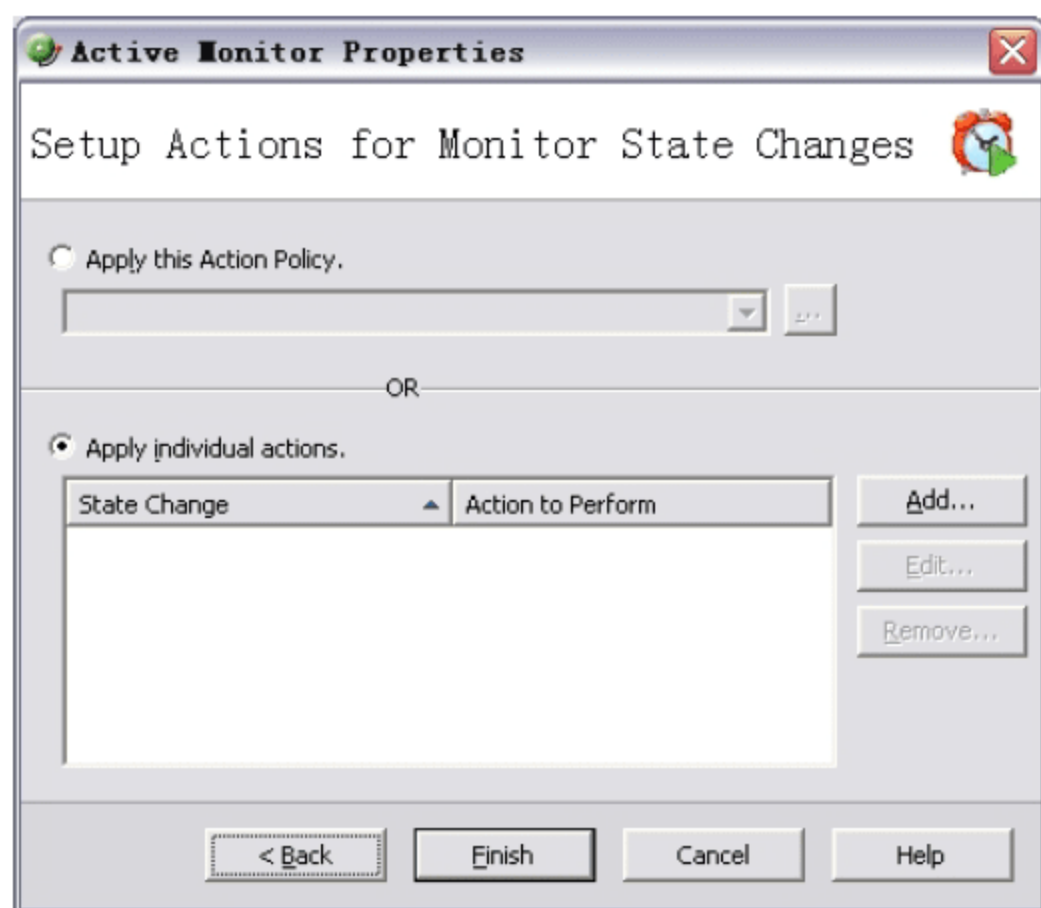 Active Monitor Properties
Setup Actions for Monitor State Changes
Apply this Action Policy.
...
OR
Apply individual actions.
State Change Action to Perform
Add...
Edit...
Remove...
< Back Finish Cancel Help